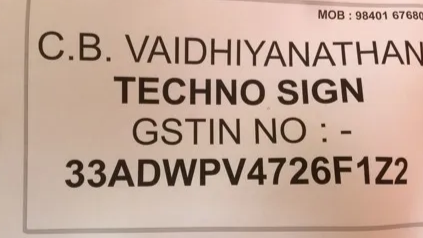 MOB : 98401 67680
C.B. VAIDHIYANATHAN
TECHNO SIGN
GSTIN NO : -
33ADWPV4726F1Z2